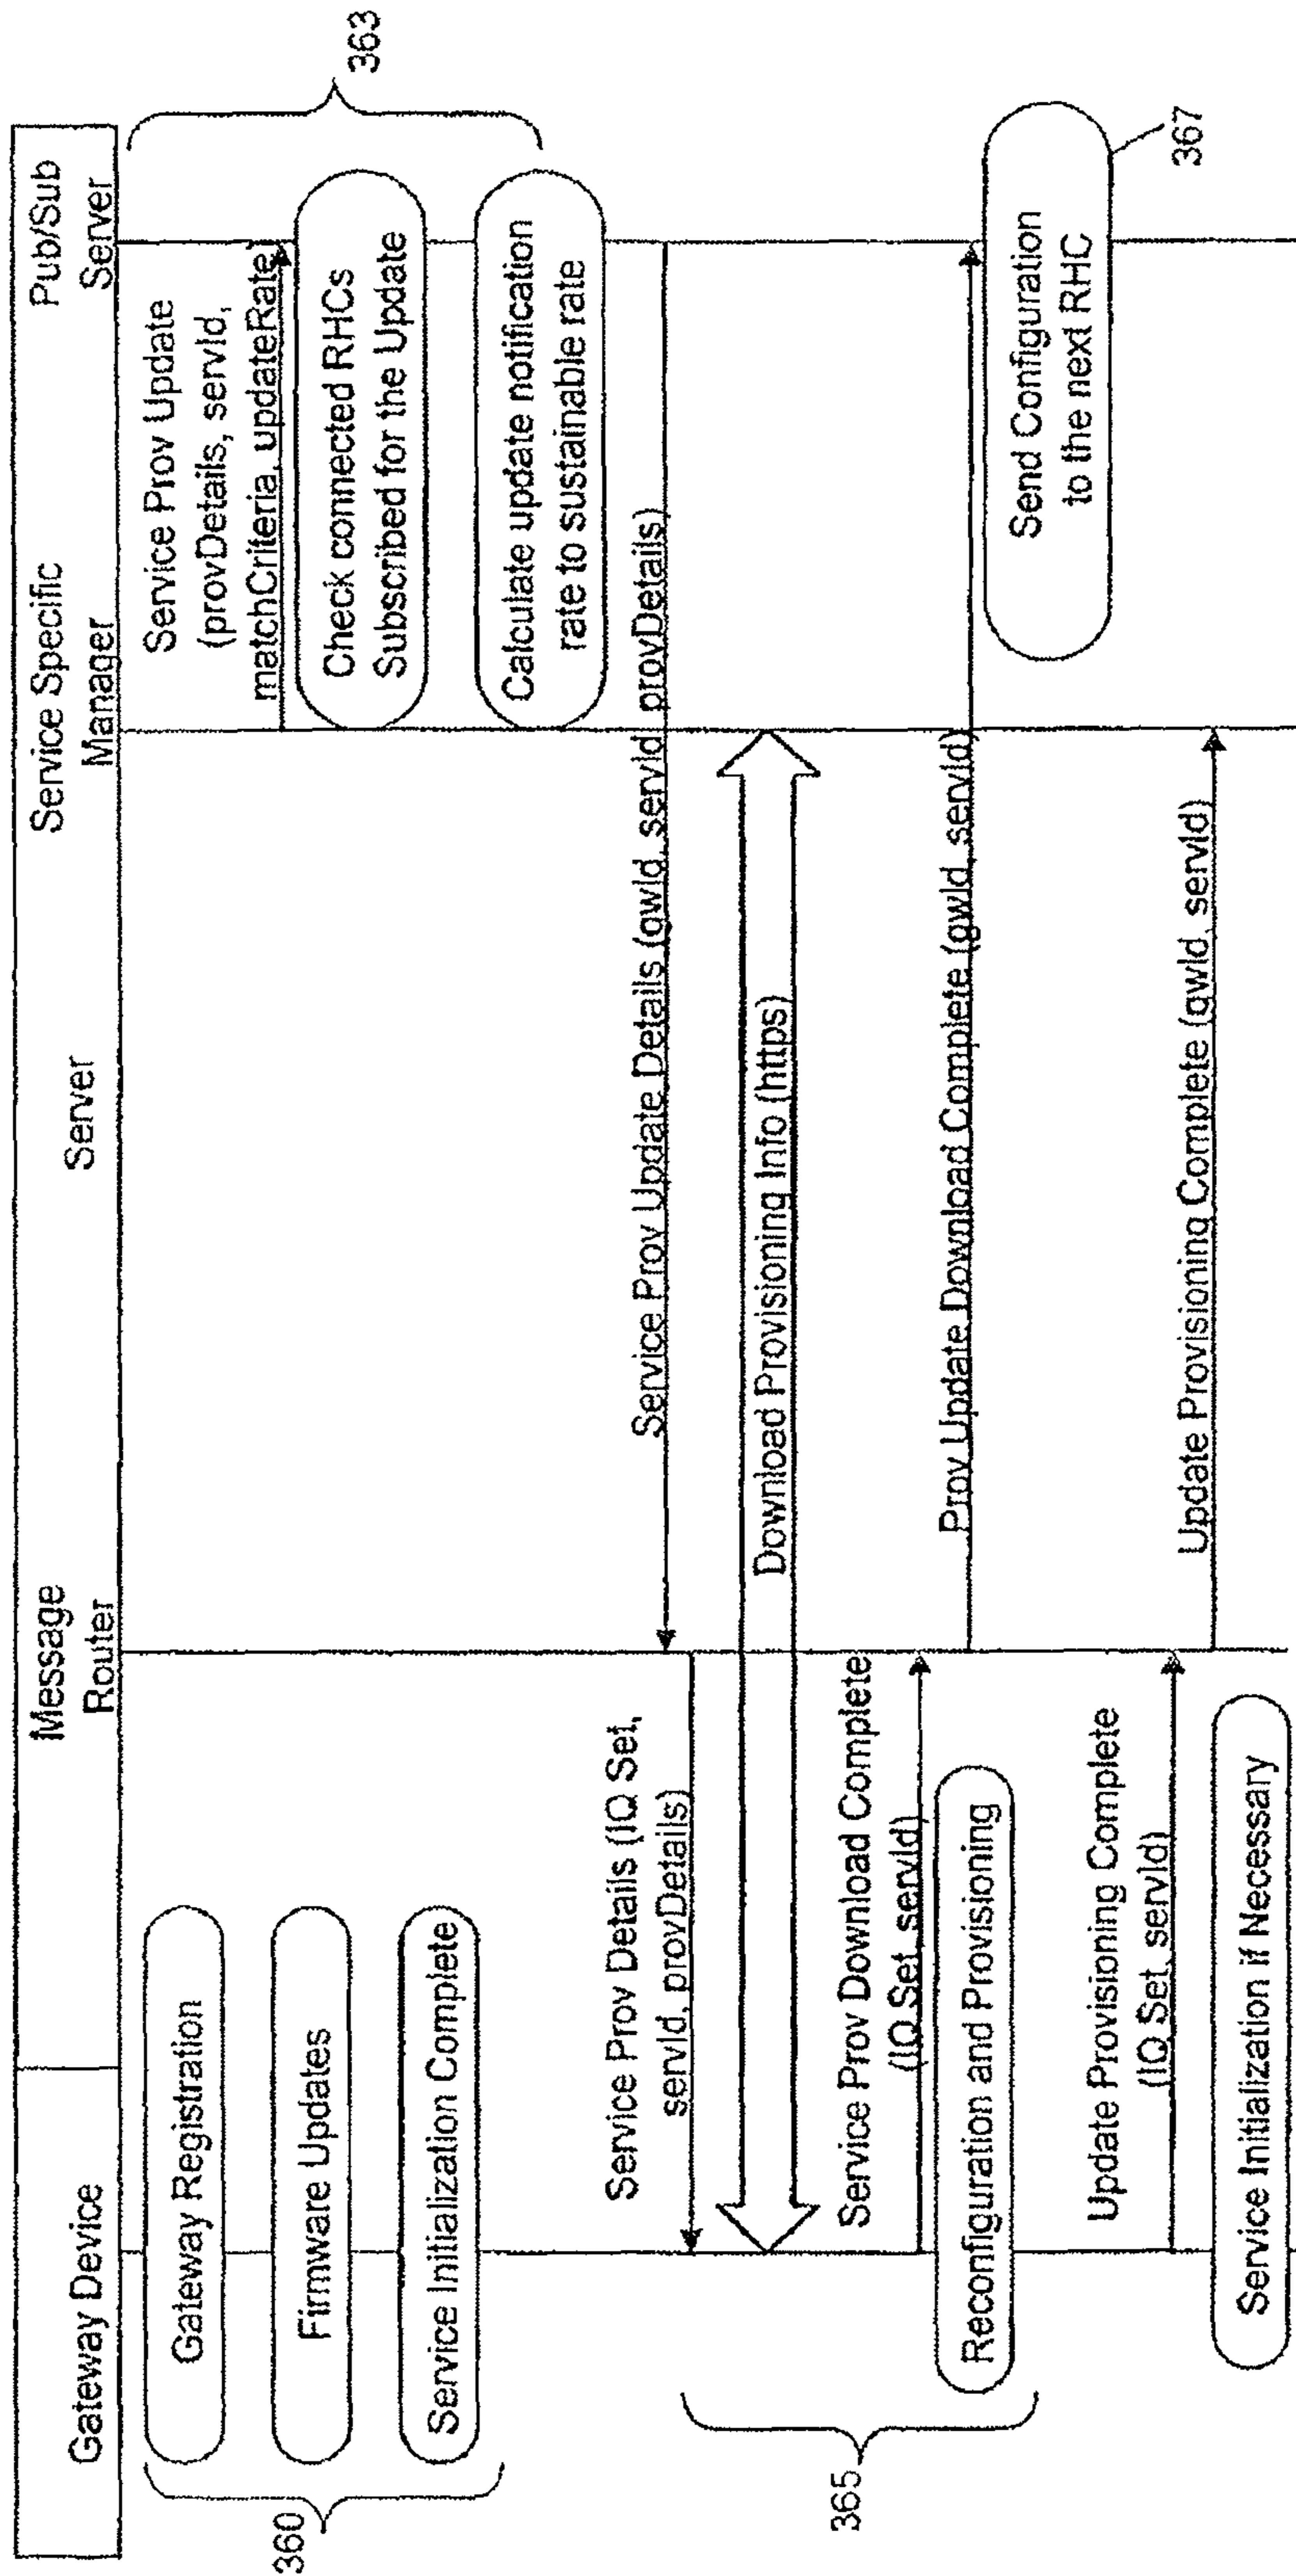 Gateway Device
Message
Router
Server
Service Specific
Manager
Pub/Sub
Server
Gateway Registration
Firmware Updates
Service Initialization Complete
360
Service Prov Update
(provDetails, servId,
matchCriteria, updateRate)
Check connected RHCs
Subscribed for the Update
Calculate update notification
rate to sustainable rate
363
Service Prov Update Details (gwId, servId, provDetails)
Service Prov Details (IQ Set,
servId, provDetails)
Download Provisioning Info (https)
Service Prov Download Complete
(IQ Set, servId)
Prov Update Download Complete (gwId, servId)
Reconfiguration and Provisioning
365
Send Configuration
to the next RHC
367
Update Provisioning Complete
(IQ Set, servId)
Update Provisioning Complete (gwId, servId)
Service Initialization if Necessary